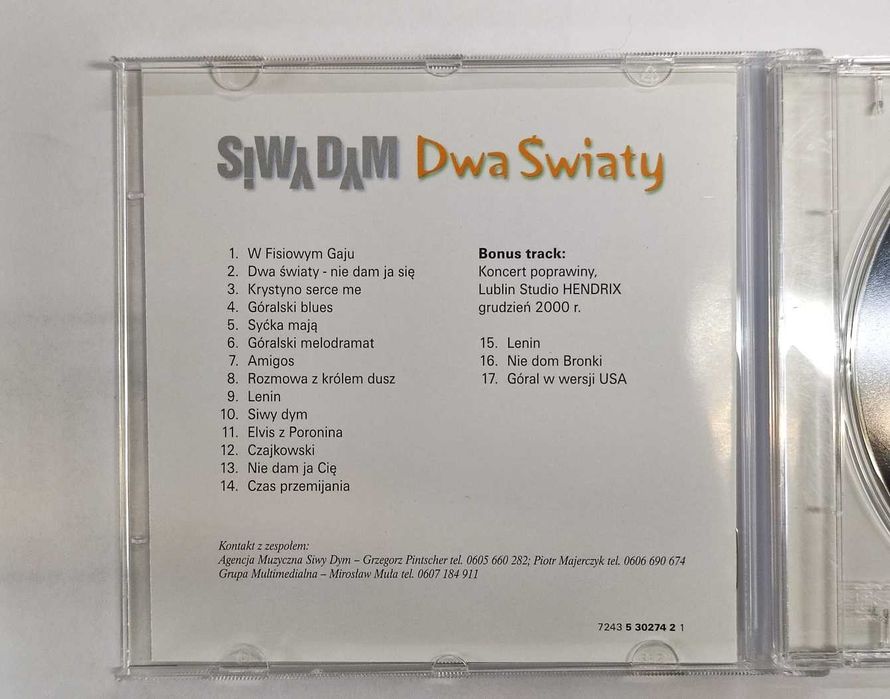 SiWy DyM Dwa Światy
1. W Fisiowym Gaju
2. Dwa światy - nie dam ja się
3. Krystyno serce me
4. Góralski blues
5. Syćka mają
6. Góralski melodramat
7. Amigos
8. Rozmowa z królem dusz
9. Lenin
10. Siwy dym
11. Elvis z Poronina
12. Czajkowski
13. Nie dam ja Cię
14. Czas przemijania
Bonus track:
Koncert poprawiny,
Lublin Studio HENDRIX
grudzień 2000 r.
15. Lenin
16. Nie dom Bronki
17. Góral w wersji USA
Kontakt z zespołem:
Agencja Muzyczna Siwy Dym – Grzegorz Pintscher tel. 0605 660 282; Piotr Majerczyk tel. 0606 690 674
Grupa Multimedialna – Mirosław Muła tel. 0607 184 911
7243 5 30274 2 1